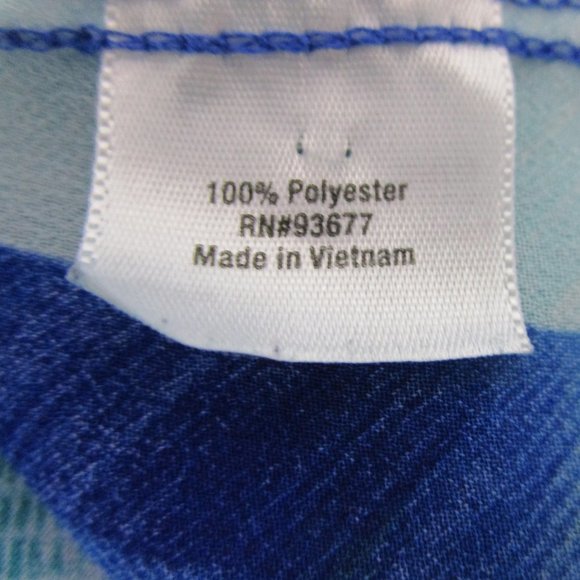 100% Polyester
RN#93677
Made in Vietnam